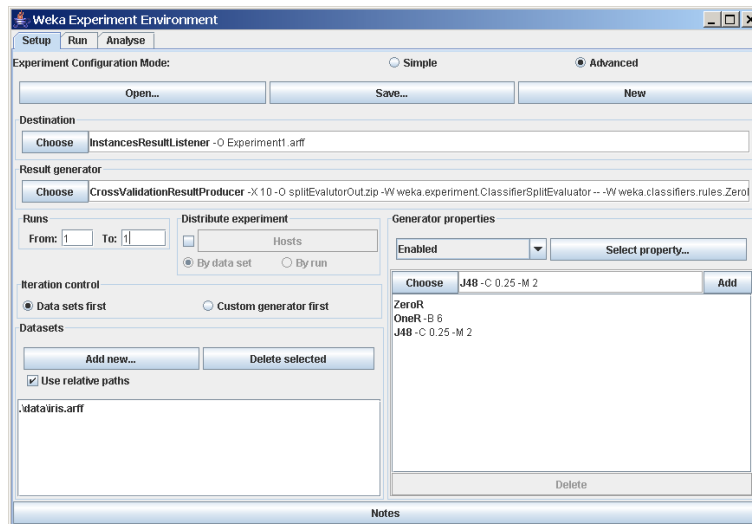 Weka Experiment Environment
Setup Run Analyse
Experiment Configuration Mode: Simple Advanced
Open... Save... New
Destination
Choose InstancesResultListener -O Experiment1.arff
Result generator
Choose CrossValidationResultProducer -X 10 -O splitEvalutorOut.zip -W weka.experiment.ClassifierSplitEvaluator -- -W weka.classifiers.rules.Zero
Runs
From: 1 To: 1
Distribute experiment
Hosts
By data set By run
Generator properties
Enabled Select property...
Iteration control
Data sets first Custom generator first
Choose J48 -C 0.25 -M 2 Add
ZeroR
OneR -B 6
J48 -C 0.25 -M 2
Datasets
Add new... Delete selected
Use relative paths
.\data\iris.arff
Delete
Notes